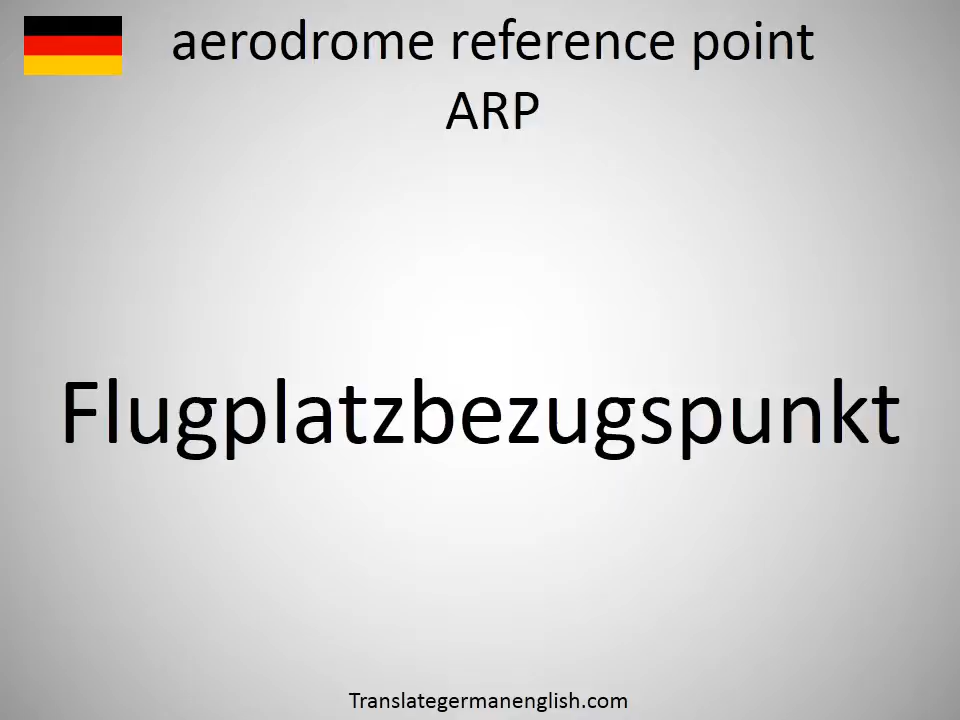 aerodrome reference point
ARP
Flugplatzbezugspunkt
Translategermanenglish.com